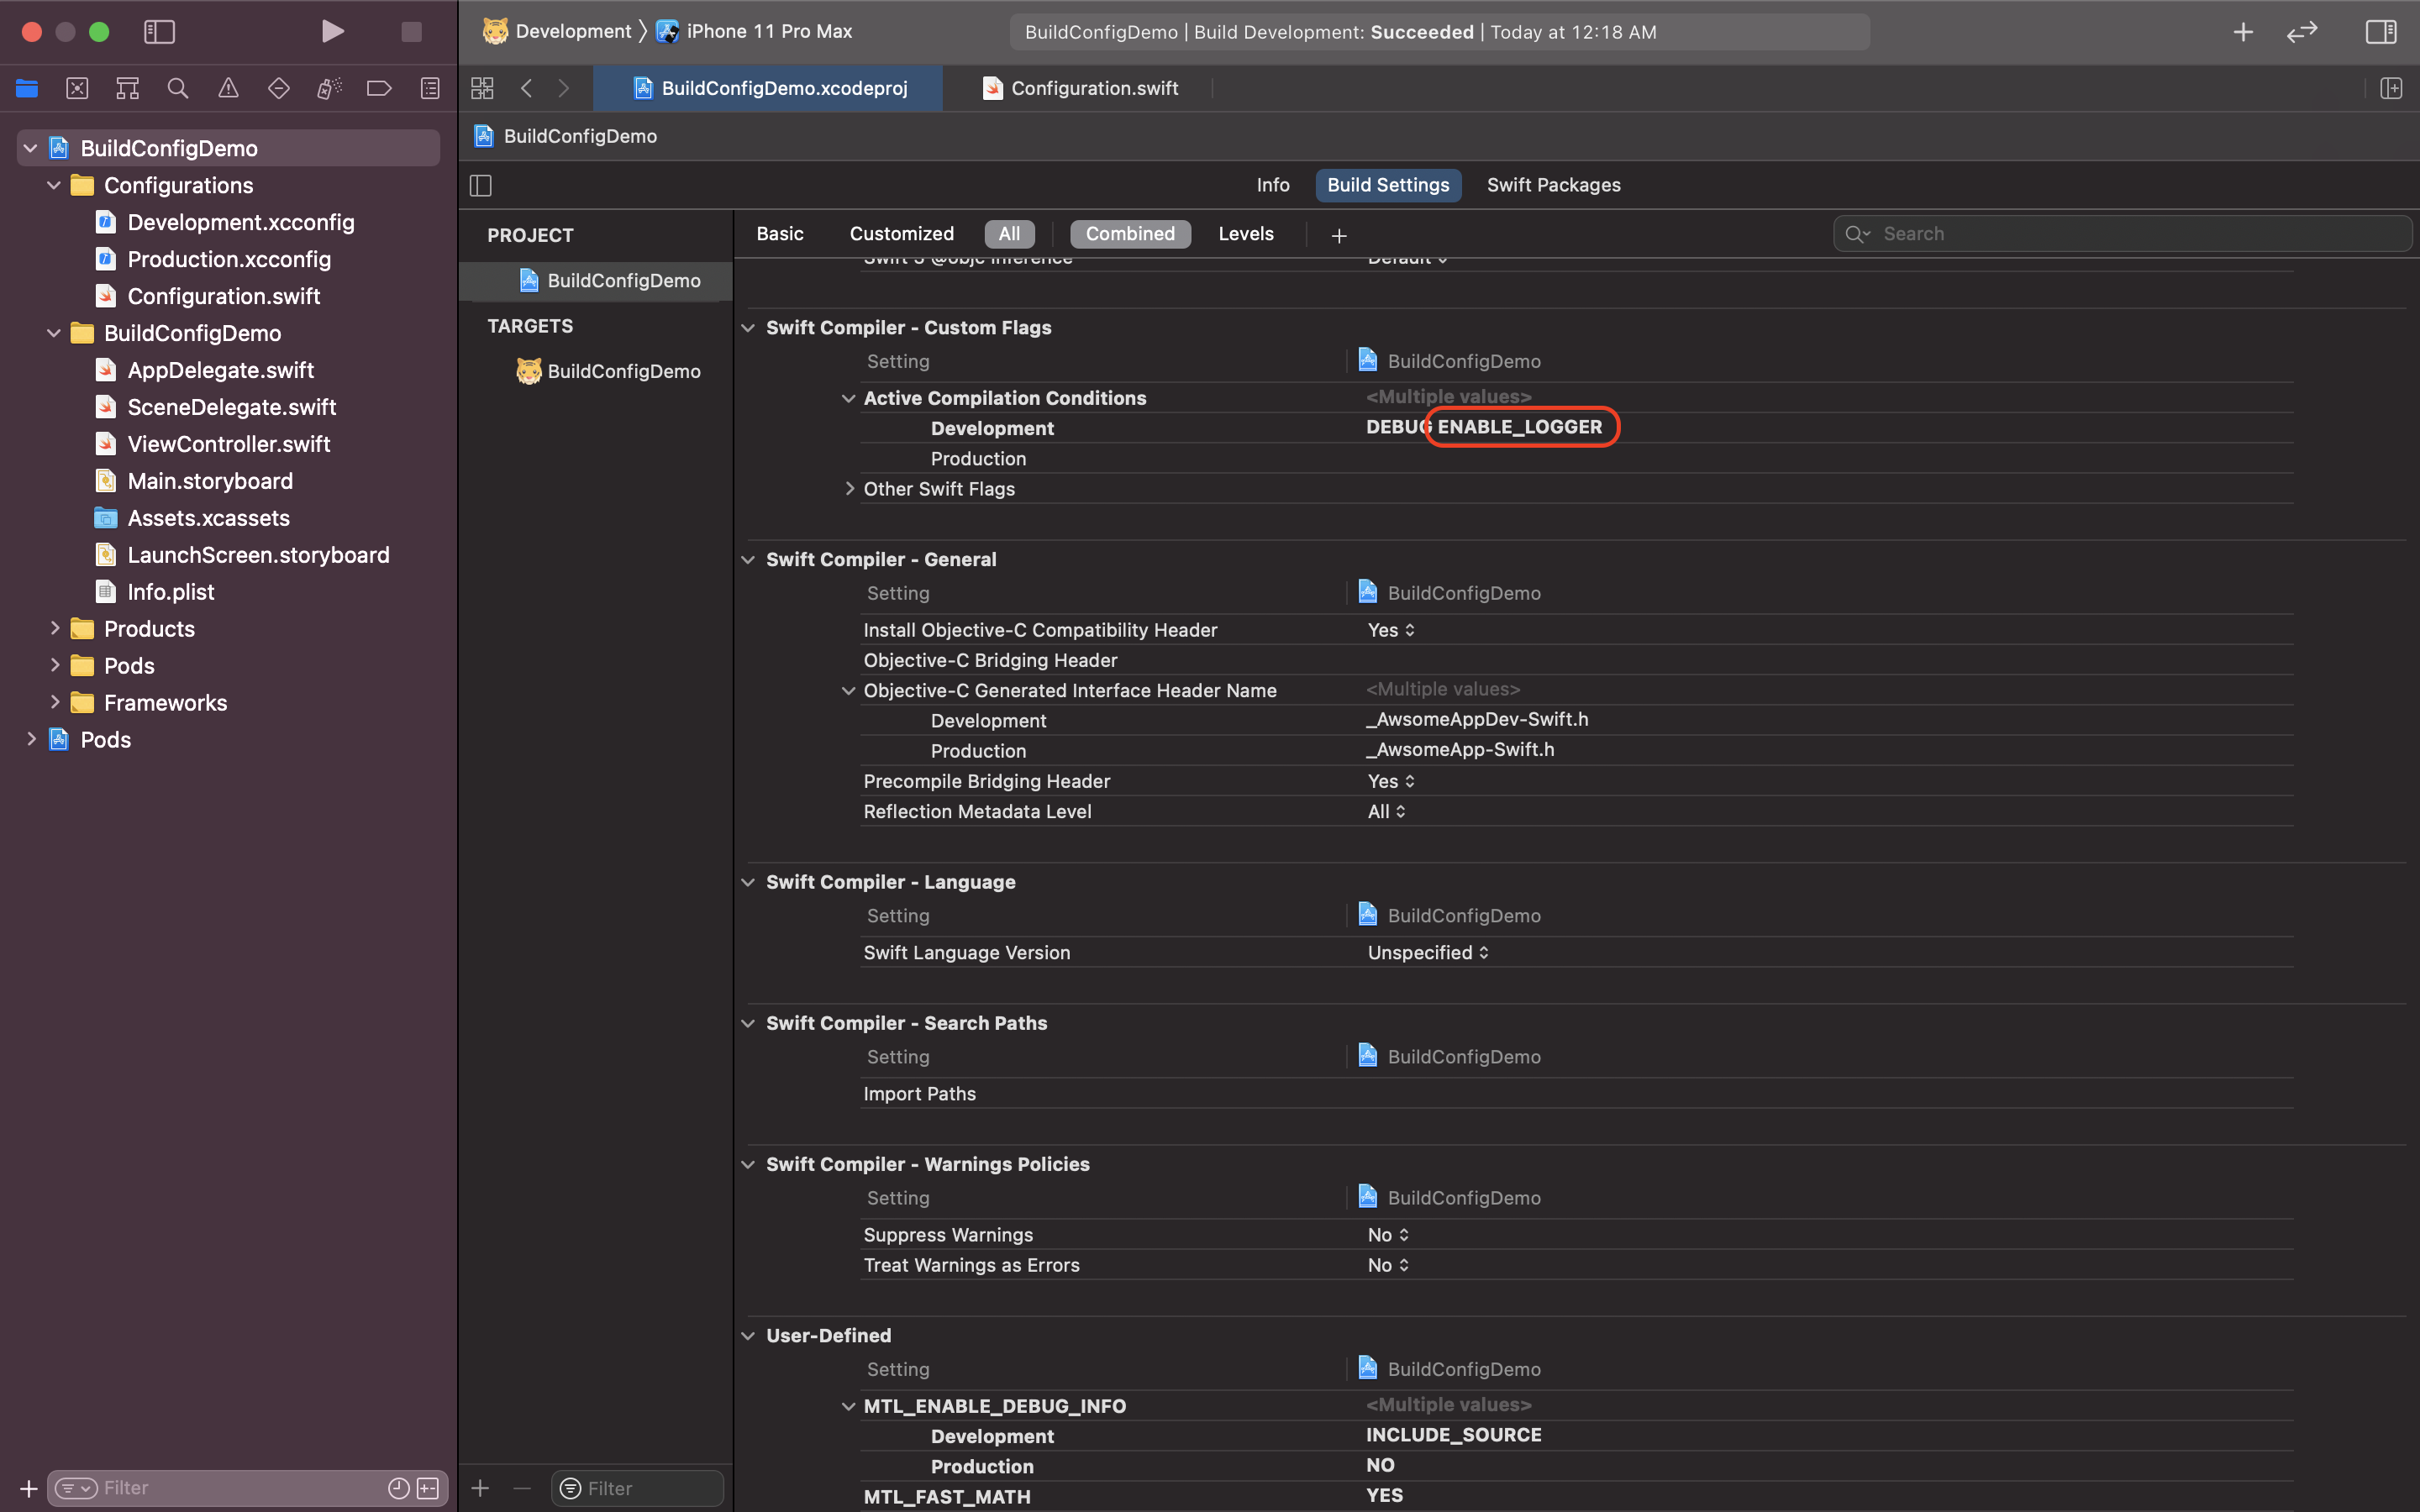 Development
iPhone 11 Pro Max
BuildConfigDemo | Build Development: Succeeded | Today at 12:18 AM
BuildConfigDemo.xcodeproj
Configuration.swift
BuildConfigDemo
Info
Build Settings
Swift Packages
BuildConfigDemo
Configurations
Development.xcconfig
Production.xcconfig
Configuration.swift
BuildConfigDemo
AppDelegate.swift
SceneDelegate.swift
ViewController.swift
Main.storyboard
Assets.xcassets
LaunchScreen.storyboard
Info.plist
Products
Pods
Frameworks
Pods
Filter
PROJECT
BuildConfigDemo
TARGETS
BuildConfigDemo
Filter
Basic
Customized
All
Combined
Levels
Search
Swift 3 @objc Inference Default
Swift Compiler - Custom Flags
Setting BuildConfigDemo
Active Compilation Conditions <Multiple values>
Development DEBUG ENABLE_LOGGER
Production
Other Swift Flags
Swift Compiler - General
Setting BuildConfigDemo
Install Objective-C Compatibility Header Yes
Objective-C Bridging Header
Objective-C Generated Interface Header Name <Multiple values>
Development _AwsomeAppDev-Swift.h
Production _AwsomeApp-Swift.h
Precompile Bridging Header Yes
Reflection Metadata Level All
Swift Compiler - Language
Setting BuildConfigDemo
Swift Language Version Unspecified
Swift Compiler - Search Paths
Setting BuildConfigDemo
Import Paths
Swift Compiler - Warnings Policies
Setting BuildConfigDemo
Suppress Warnings No
Treat Warnings as Errors No
User-Defined
Setting BuildConfigDemo
MTL_ENABLE_DEBUG_INFO <Multiple values>
Development INCLUDE_SOURCE
Production NO
MTL_FAST_MATH YES